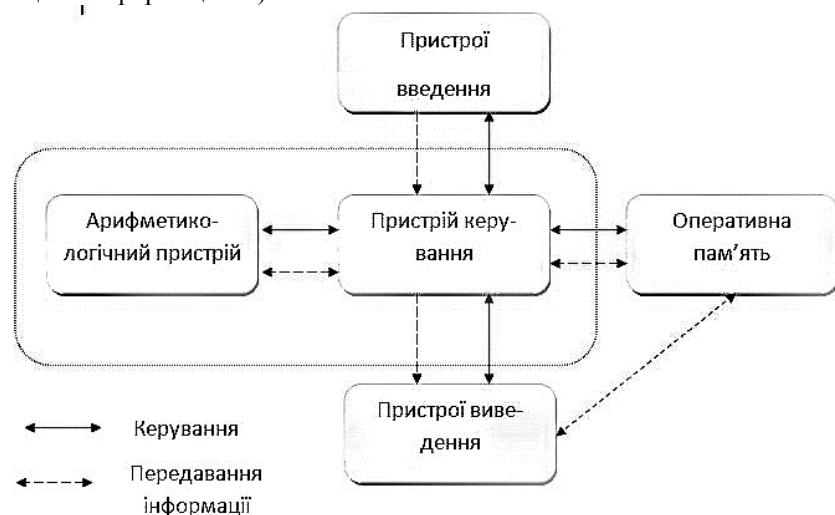 Пристрої
введення
Арифметико-
логічний пристрій
Пристрій керу-
вання
Оперативна
пам’ять
Пристрої виве-
дення
Керування
Передавання
інформації